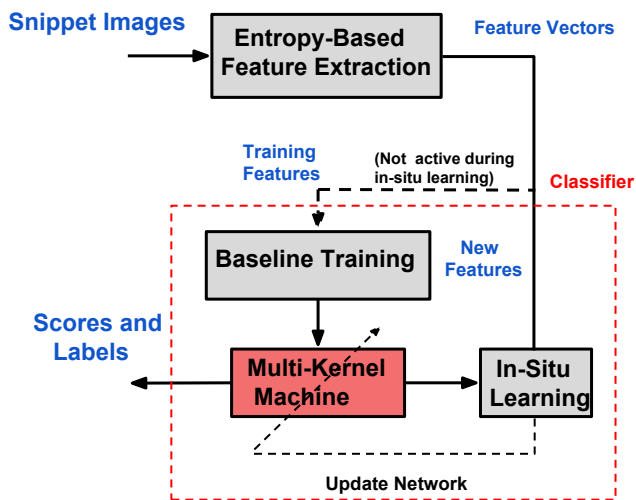 Snippet Images
Entropy-Based
Feature Extraction
Feature Vectors
Training
Features
(Not active during
in-situ learning)
Classifier
Baseline Training
New
Features
Scores and
Labels
Multi-Kernel
Machine
In-Situ
Learning
Update Network